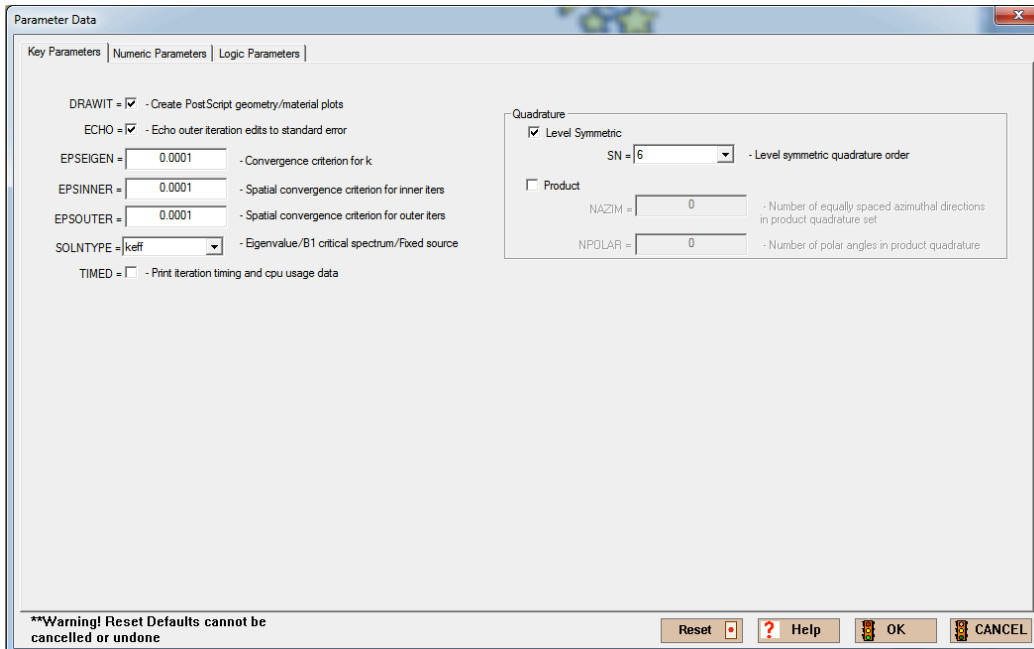 Parameter Data
Key Parameters Numeric Parameters Logic Parameters
DRAWIT = - Create PostScript geometry/material plots
ECHO = - Echo outer iteration edits to standard error
EPSEIGEN = 0.0001 - Convergence criterion for k
EPSINNER = 0.0001 - Spatial convergence criterion for inner iters
EPSOUTER = 0.0001 - Spatial convergence criterion for outer iters
SOLNTYPE = keff - Eigenvalue/B1 critical spectrum/Fixed source
TIMED = - Print iteration timing and cpu usage data
Quadrature
Level Symmetric
SN = 6 - Level symmetric quadrature order
Product
NAZIM = 0 - Number of equally spaced azimuthal directions
in product quadrature set
NPOLAR = 0 - Number of polar angles in product quadrature
**Warning! Reset Defaults cannot be
cancelled or undone
Reset ? Help OK CANCEL